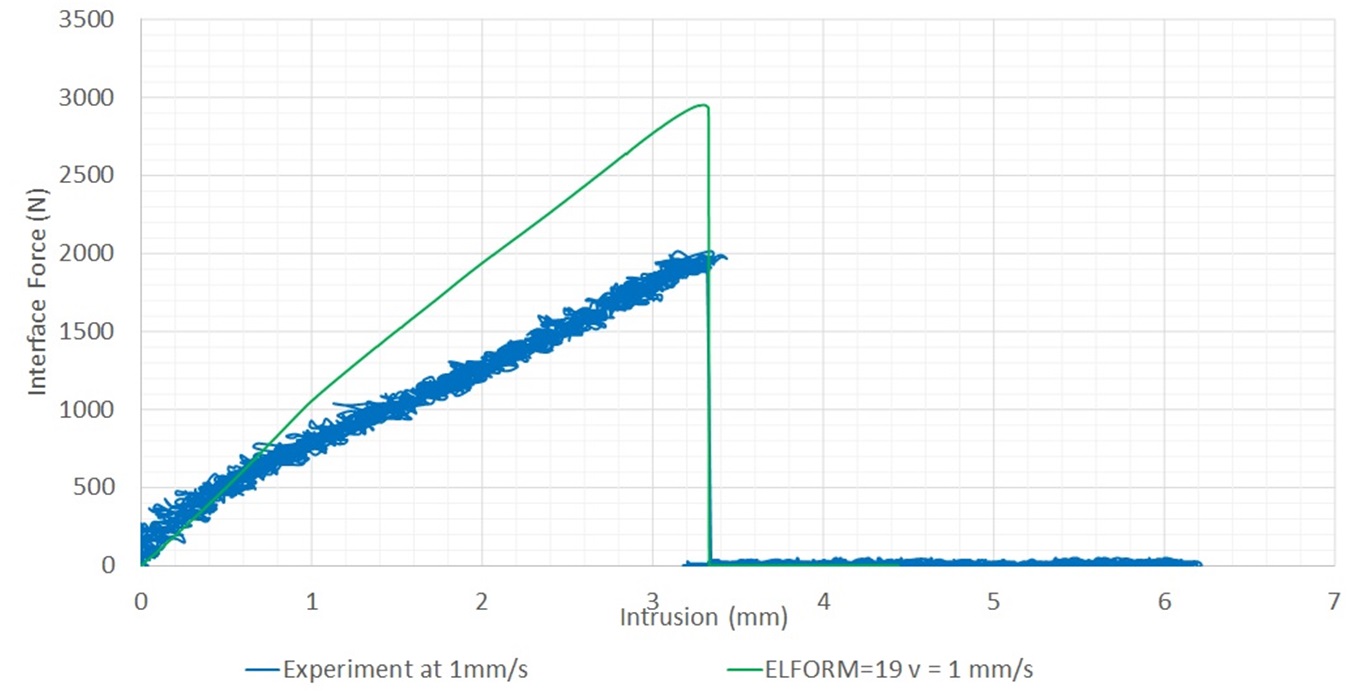 3500
3000
2500
2000
1500
1000
500
0
Interface Force (N)
0 1 2 3 4 5 6 7
Intrusion (mm)
Experiment at 1mm/s
ELFORM=19 v = 1 mm/s